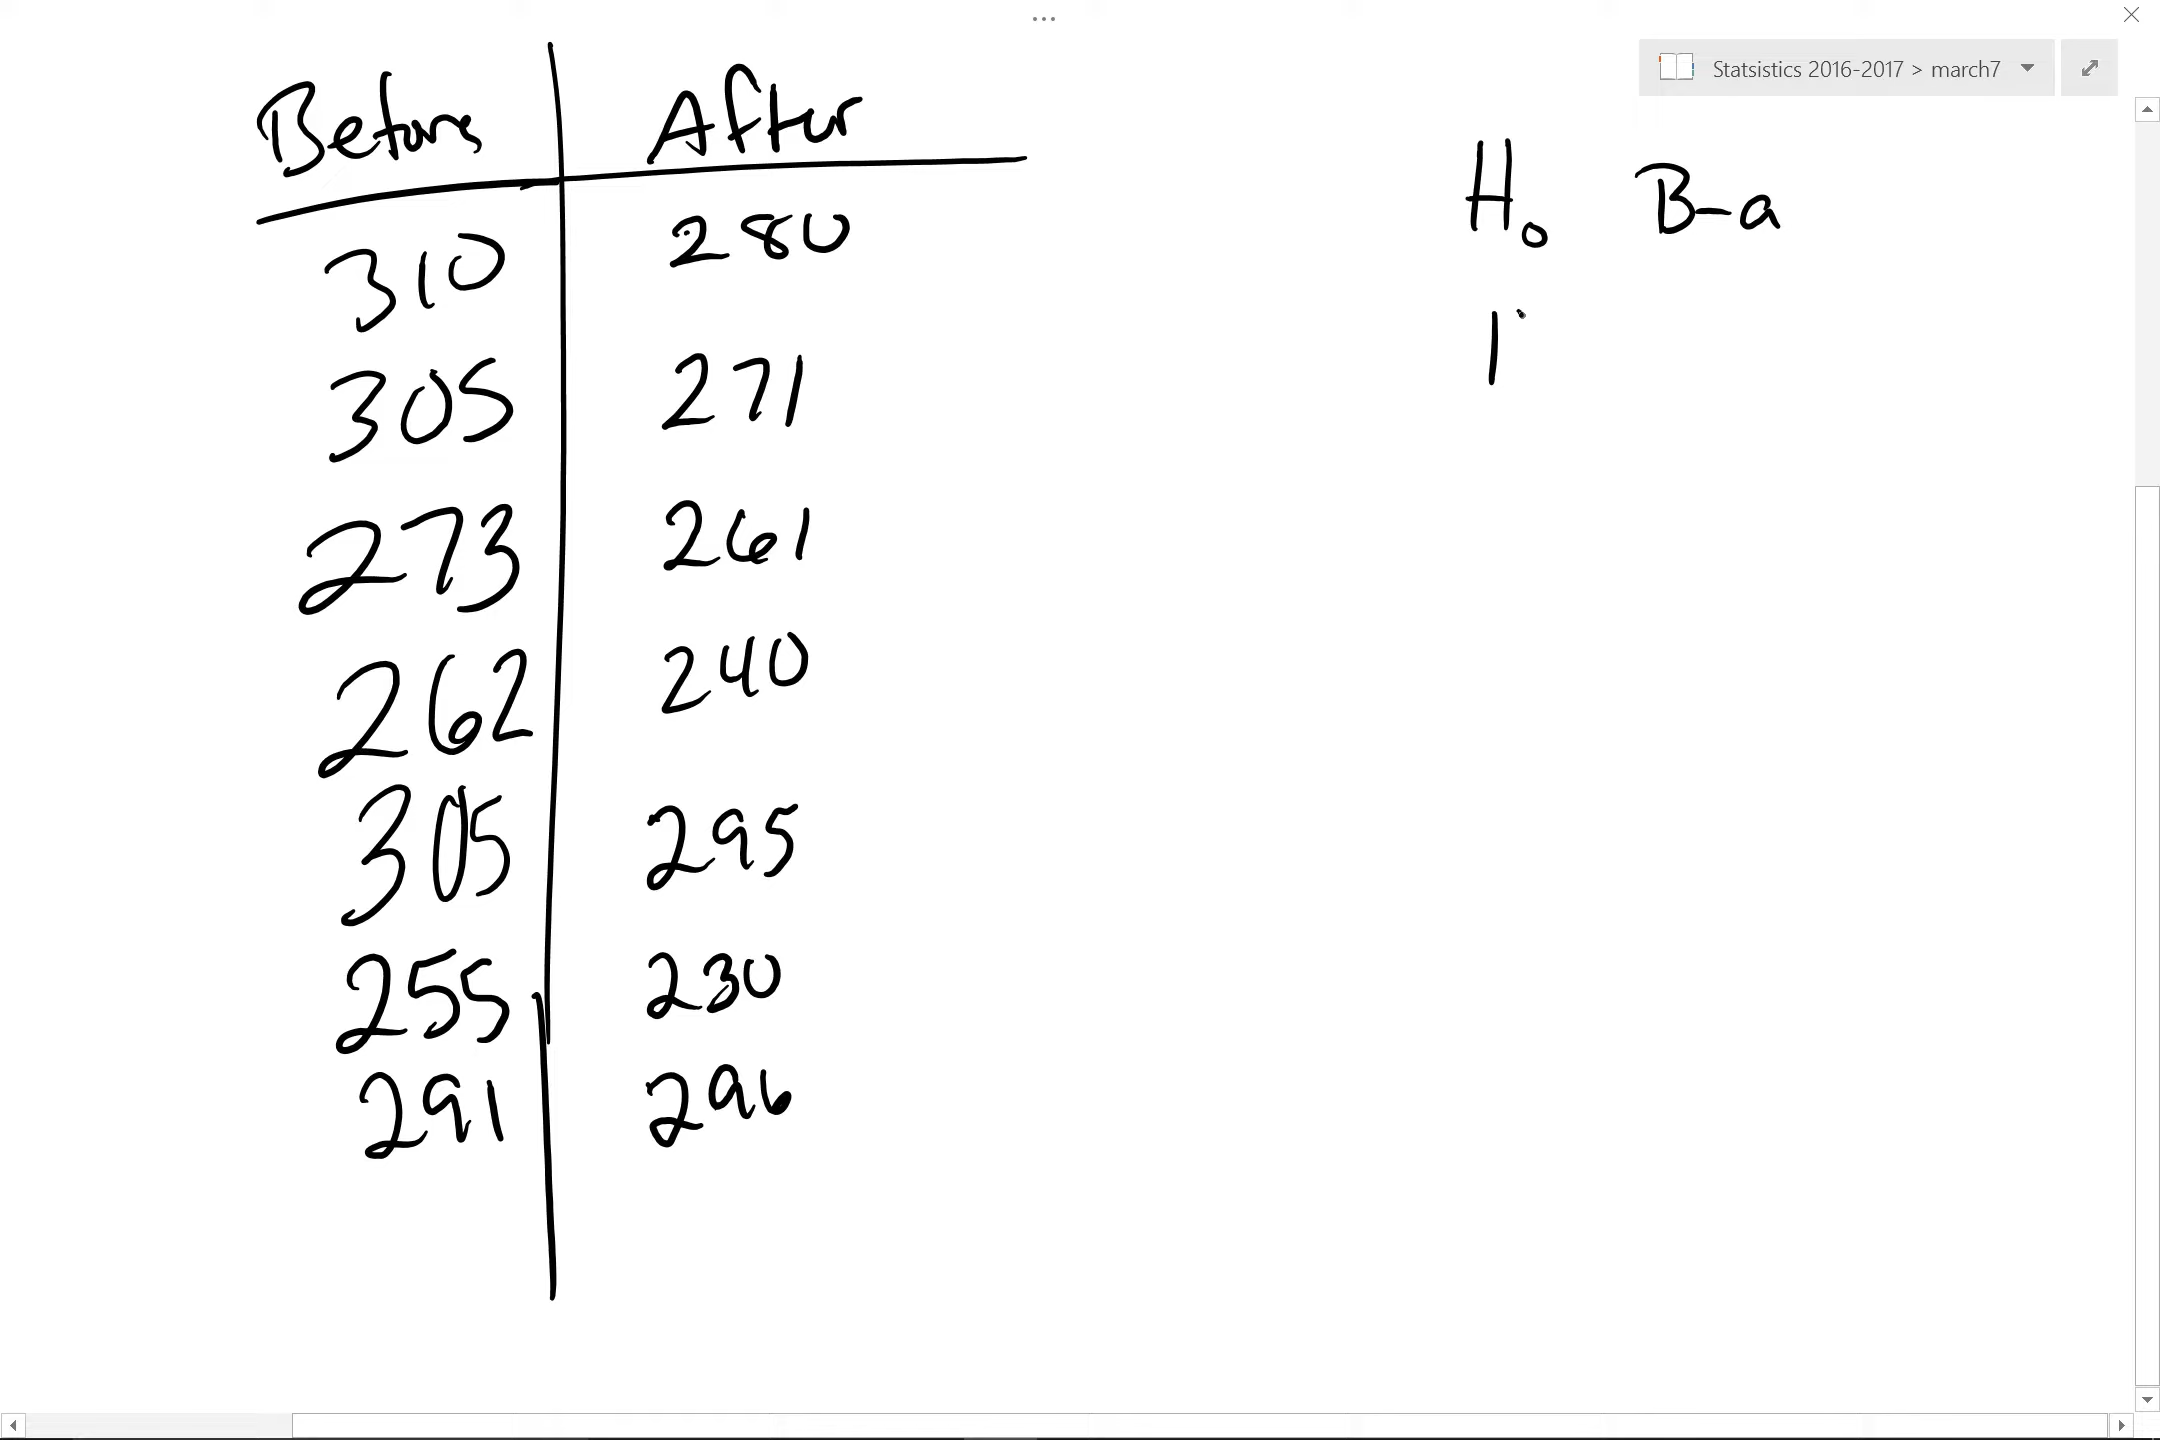 Statsistics 2016-2017 > march7
Before After
310 280
305 271
273 261
262 240
305 295
255 230
291 296
H₀ B-a